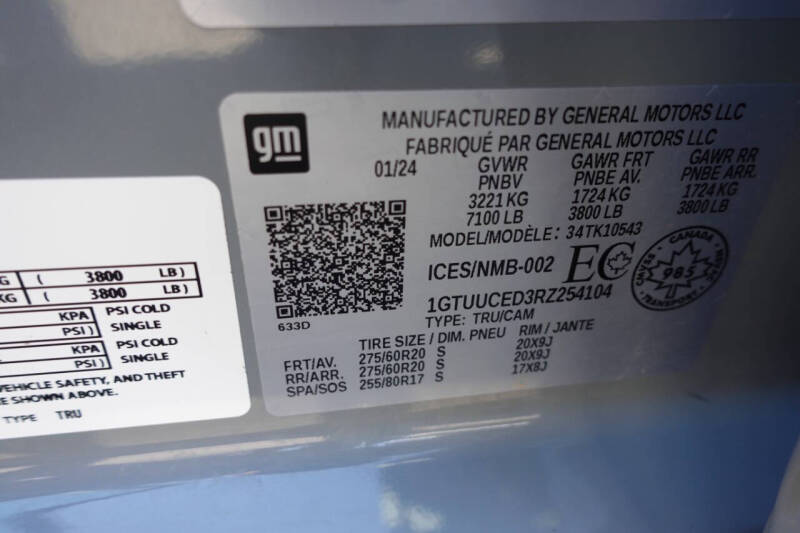 gm
MANUFACTURED BY GENERAL MOTORS LLC
FABRIQUÉ PAR GENERAL MOTORS LLC
01/24 GVWR GAWR FRT GAWR RR
PNBV PNBE AV. PNBE ARR.
3221 KG 1724 KG 1724 KG
7100 LB 3800 LB 3800 LB
MODEL/MODÈLE: 34TK10543
ICES/NMB-002 EC
CANADA
985
TRANSPORT
1GTUUCED3RZ254104
TYPE: TRU/CAM
633D
TIRE SIZE / DIM. PNEU RIM / JANTE
FRT/AV. 275/60R20 S 20X9J
RR/ARR. 275/60R20 S 20X9J
SPA/SOS 255/80R17 S 17X8J
KG ( 3800 LB)
KG ( 3800 LB)
KPA PSI COLD
PSI) SINGLE
KPA PSI COLD
PSI) SINGLE
VEHICLE SAFETY, AND THEFT
E SHOWN ABOVE.
TYPE TRU